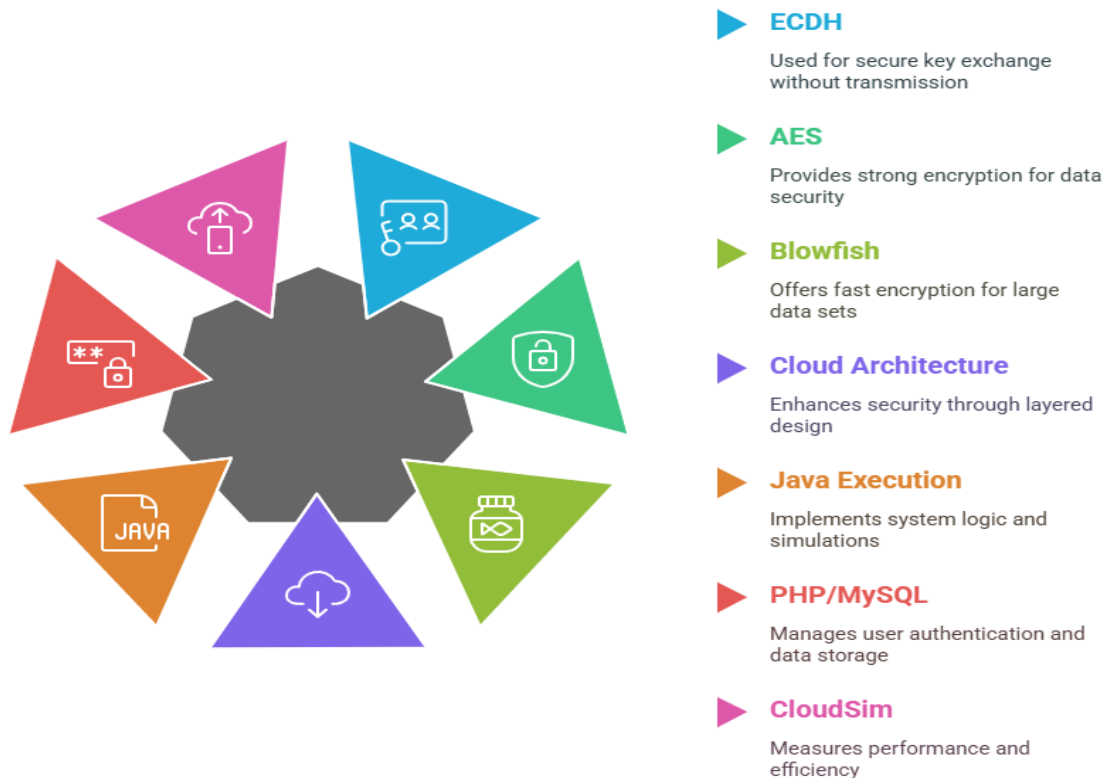 ECDH
Used for secure key exchange
without transmission
AES
Provides strong encryption for data
security
Blowfish
Offers fast encryption for large
data sets
Cloud Architecture
Enhances security through layered
design
Java Execution
Implements system logic and
simulations
PHP/MySQL
Manages user authentication and
data storage
CloudSim
Measures performance and
efficiency
**
JAVA